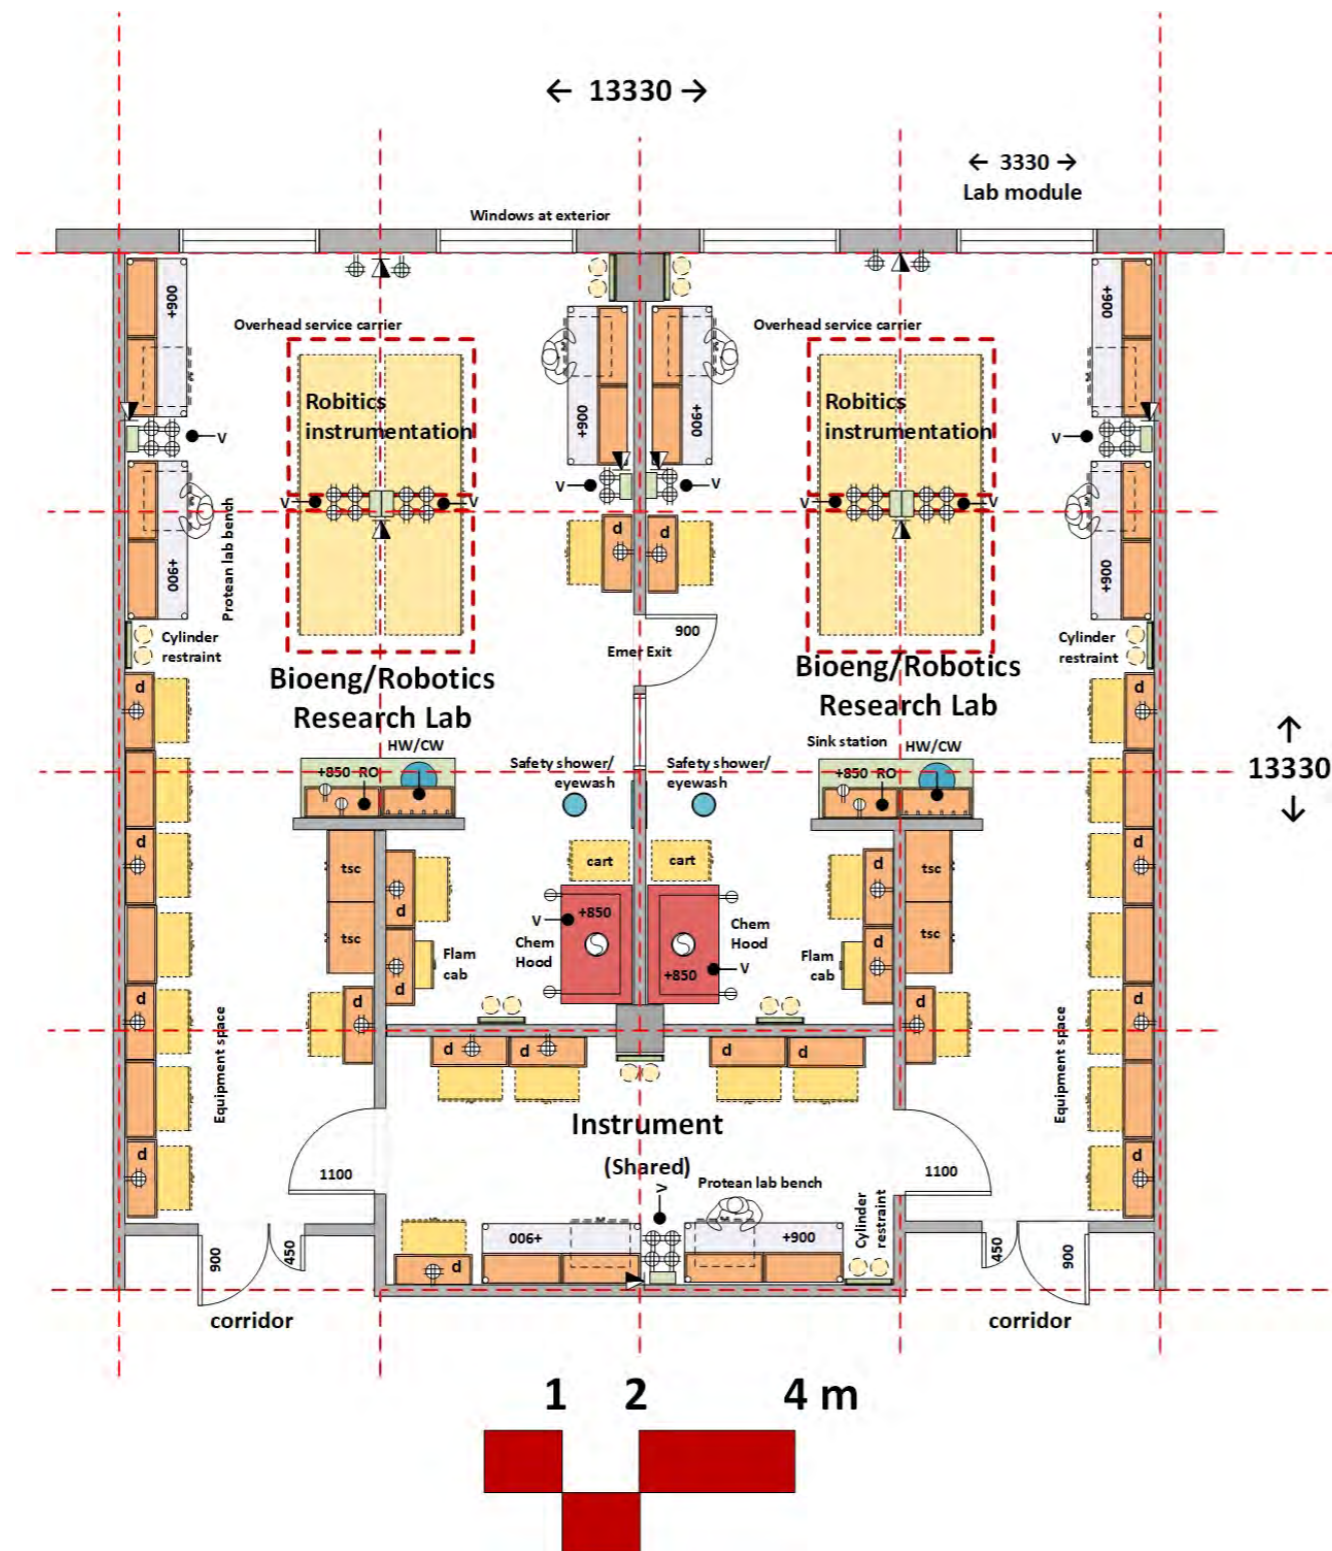 ← 13330 →
← 3330 →
Lab module
Windows at exterior
+900
+900
Overhead service carrier
Overhead service carrier
Robitics
instrumentation
Robitics
instrumentation
+900
+900
V
V
V
V
V
V
V
V
Protean lab bench
+900
+900
d
d
900
Emer Exit
Cylinder
restraint
Cylinder
restraint
Bioeng/Robotics
Research Lab
Bioeng/Robotics
Research Lab
d
d
↑
13330
↓
HW/CW
Sink station
HW/CW
+850 RO
+850 RO
Safety shower/
eyewash
Safety shower/
eyewash
cart
cart
d
d
tsc
tsc
d
d
d
d
tsc
tsc
+850
V
Chem
Hood
Chem
Hood
+850
V
Flam
cab
Flam
cab
d
d
d
d
Equipment space
Equipment space
d
d
d
d
Instrument
(Shared)
1100
1100
d
d
Protean lab bench
V
Cylinder
restraint
+900
+900
d
900
450
450
900
corridor
corridor
1 2 4 m